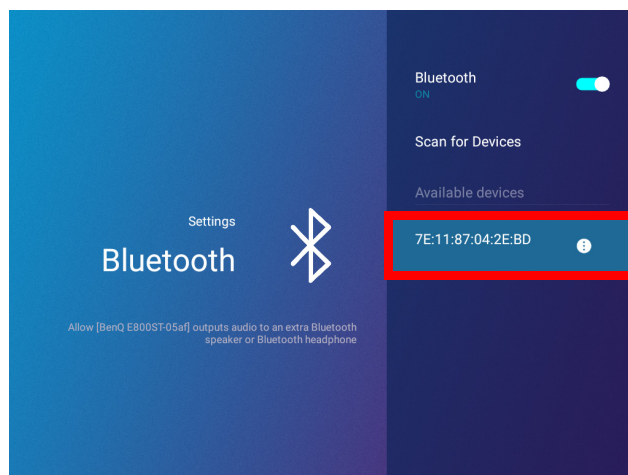 Settings
Bluetooth
Allow [BenQ E800ST-05af] outputs audio to an extra Bluetooth
speaker or Bluetooth headphone
Bluetooth
ON
Scan for Devices
Available devices
7E:11:87:04:2E:BD